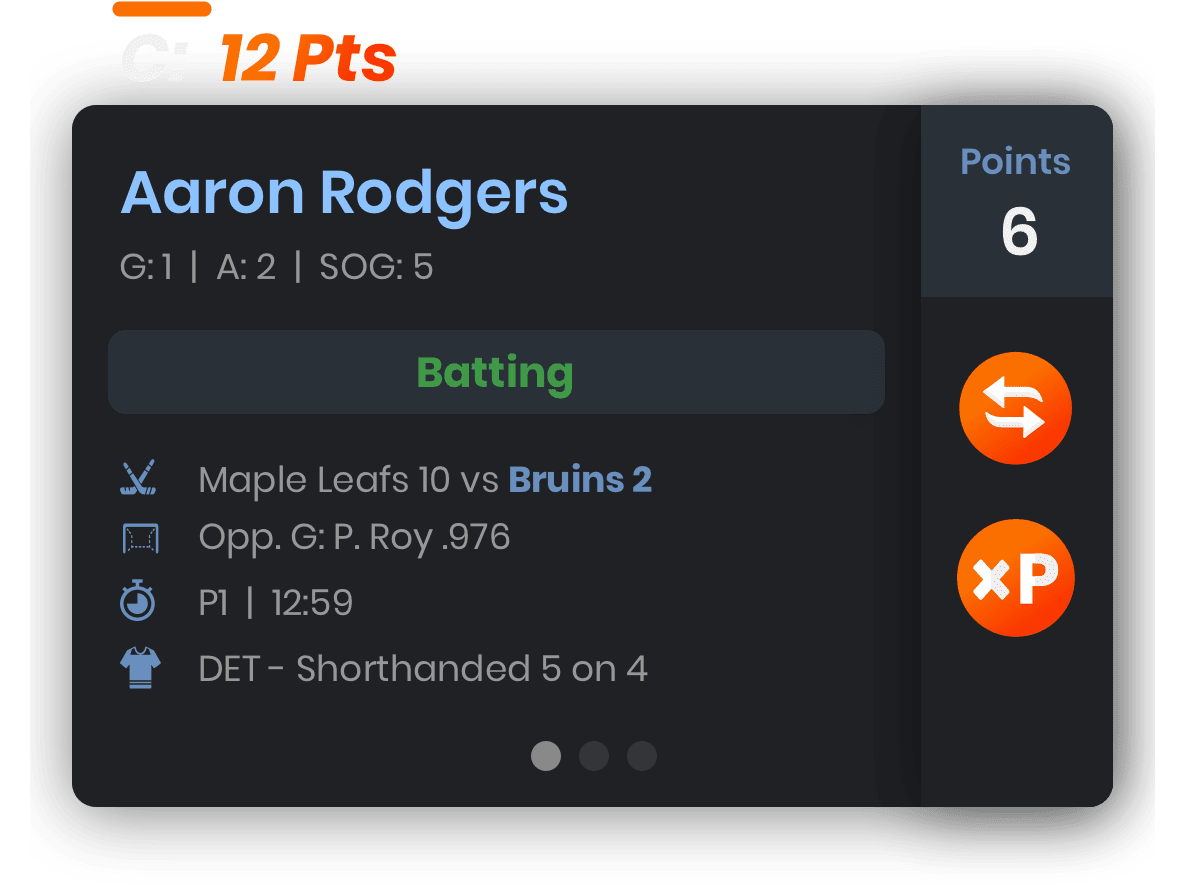 C: 12 Pts
Aaron Rodgers
G: 1 | A: 2 | SOG: 5
Points
6
Batting
Maple Leafs 10 vs Bruins 2
Opp. G: P. Roy .976
P1 | 12:59
DET - Shorthanded 5 on 4
×P